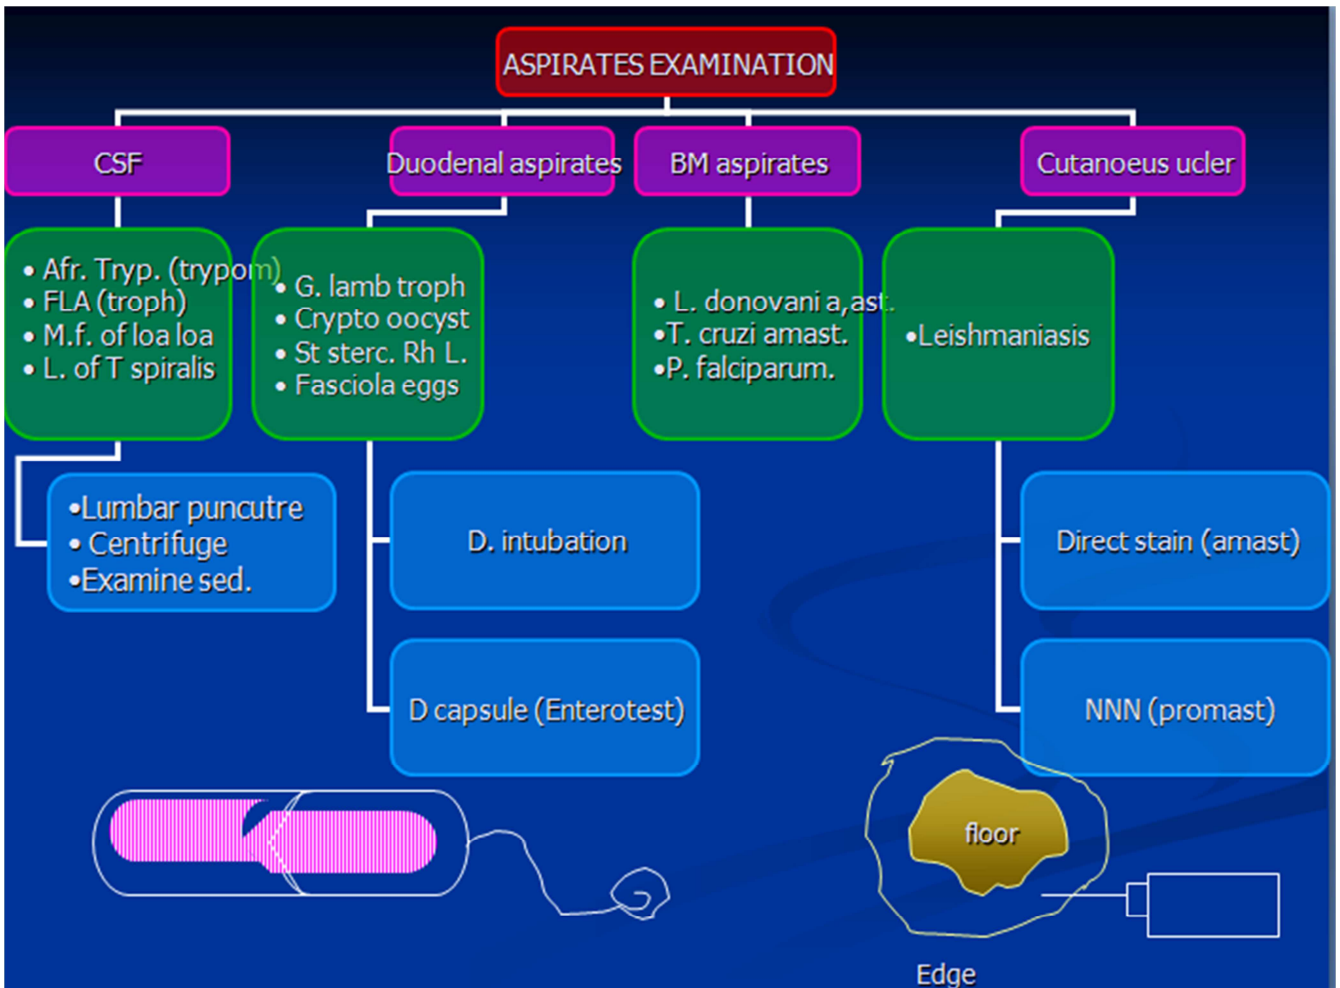 ASPIRATES EXAMINATION
CSF
Duodenal aspirates
BM aspirates
Cutanoeus ucler
• Afr. Tryp. (trypom)
• FLA (troph)
• M.f. of loa loa
• L. of T spiralis
• G. lamb troph
• Crypto oocyst
• St sterc. Rh L.
• Fasciola eggs
• L. donovani a,ast.
•T. cruzi amast.
•P. falciparum.
•Leishmaniasis
•Lumbar puncutre
• Centrifuge
•Examine sed.
D. intubation
Direct stain (amast)
D capsule (Enterotest)
NNN (promast)
floor
Edge